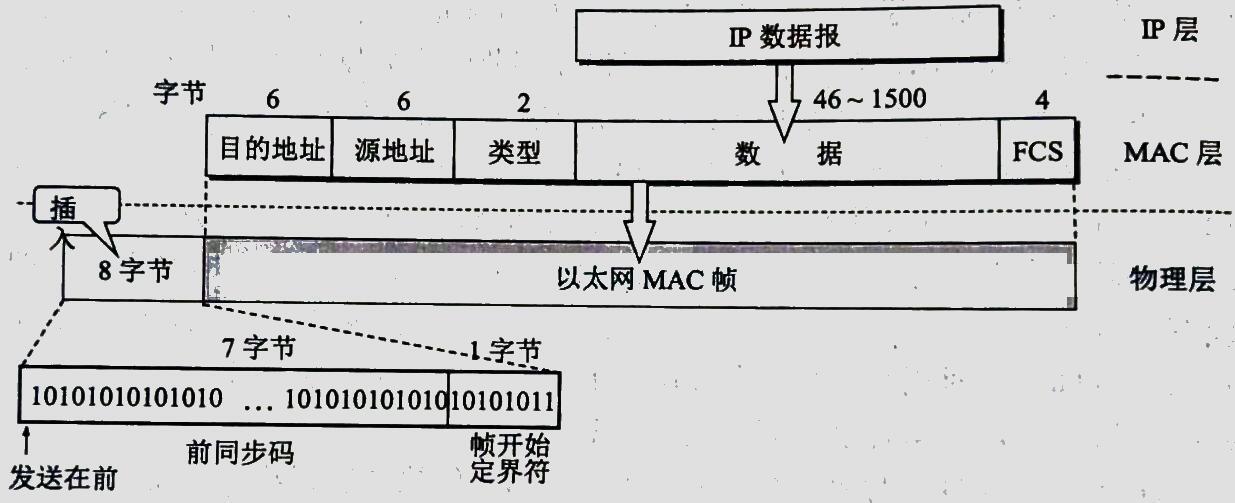 IP 数据报
IP 层
字节
6
6
2
46～1500
4
目的地址
源地址
类型
数 据
FCS
MAC 层
插入
8 字节
以太网 MAC 帧
物理层
7 字节
1 字节
10101010101010 … 101010101010
10101011
前同步码
帧开始
定界符
发送在前